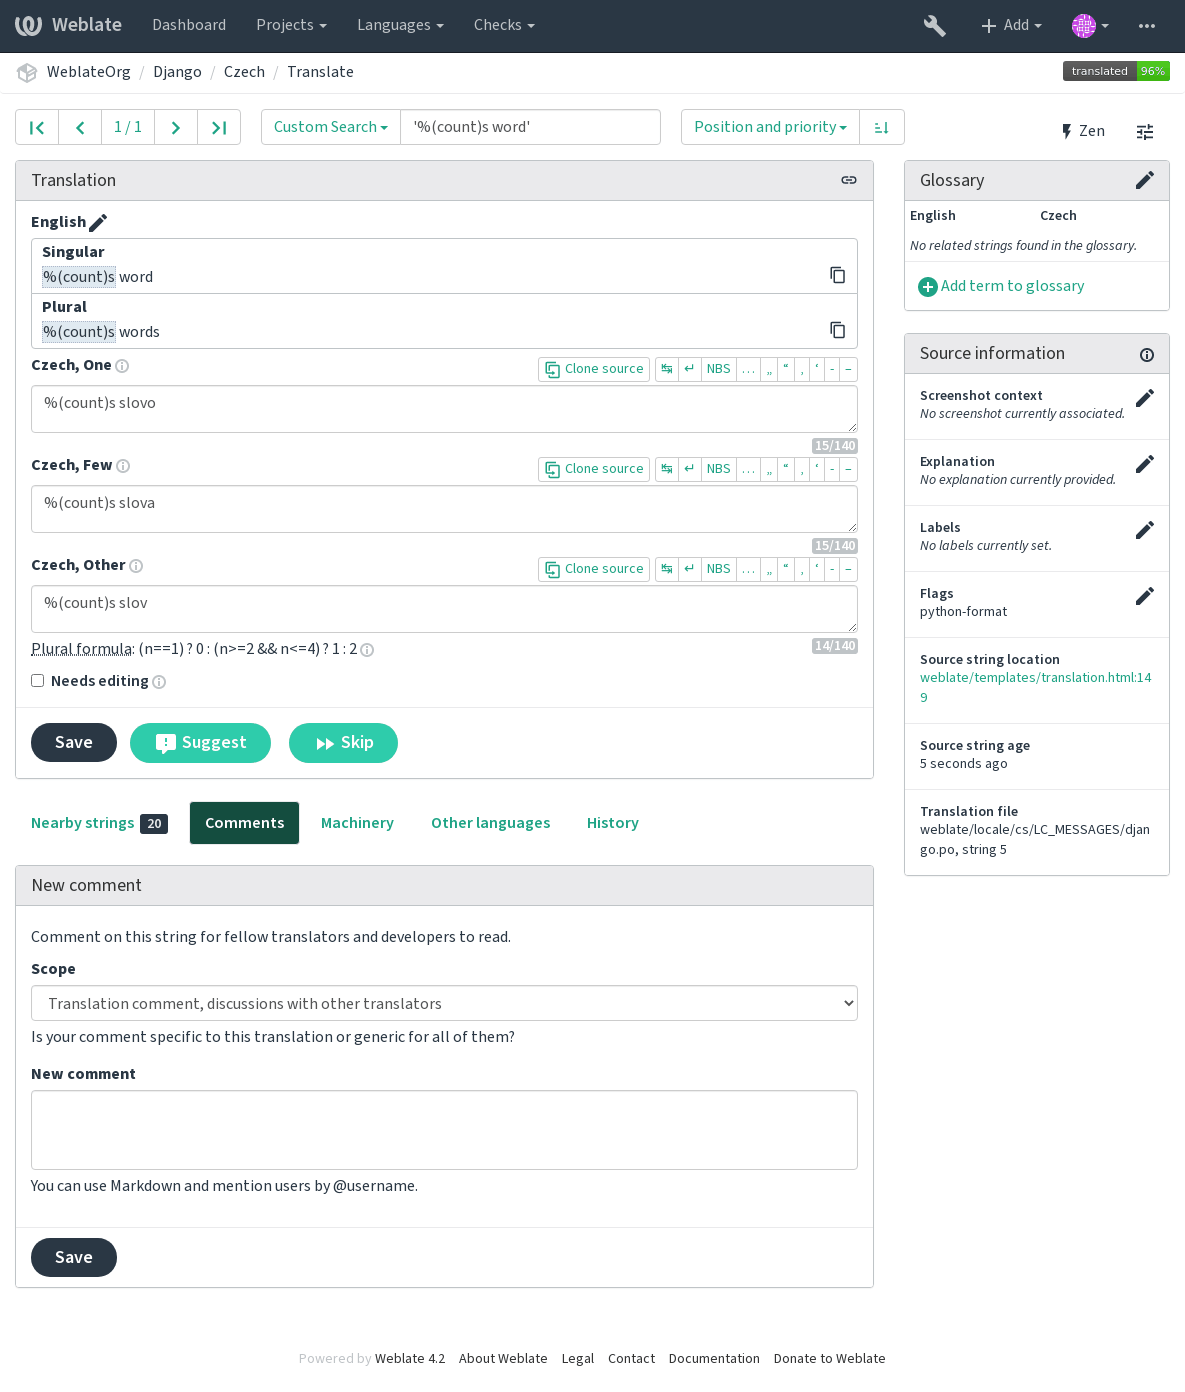 Weblate Dashboard Projects Languages Checks Add
WeblateOrg / Django / Czech / Translate translated 96%
1 / 1 Custom Search '%(count)s word' Position and priority Zen
Translation
English
Singular
%(count)s word
Plural
%(count)s words
Czech, One Clone source ↹ ↵ NBS … „ “ ‚ ‘ - –
%(count)s slovo
15/140
Czech, Few Clone source ↹ ↵ NBS … „ “ ‚ ‘ - –
%(count)s slova
15/140
Czech, Other Clone source ↹ ↵ NBS … „ “ ‚ ‘ - –
%(count)s slov
Plural formula: (n==1) ? 0 : (n>=2 && n<=4) ? 1 : 2 14/140
Needs editing
Save Suggest Skip
Nearby strings 20 Comments Machinery Other languages History
New comment
Comment on this string for fellow translators and developers to read.
Scope
Translation comment, discussions with other translators
Is your comment specific to this translation or generic for all of them?
New comment
You can use Markdown and mention users by @username.
Save
Glossary
English Czech
No related strings found in the glossary.
Add term to glossary
Source information
Screenshot context
No screenshot currently associated.
Explanation
No explanation currently provided.
Labels
No labels currently set.
Flags
python-format
Source string location
weblate/templates/translation.html:14
9
Source string age
5 seconds ago
Translation file
weblate/locale/cs/LC_MESSAGES/djan
go.po, string 5
Powered by Weblate 4.2 About Weblate Legal Contact Documentation Donate to Weblate